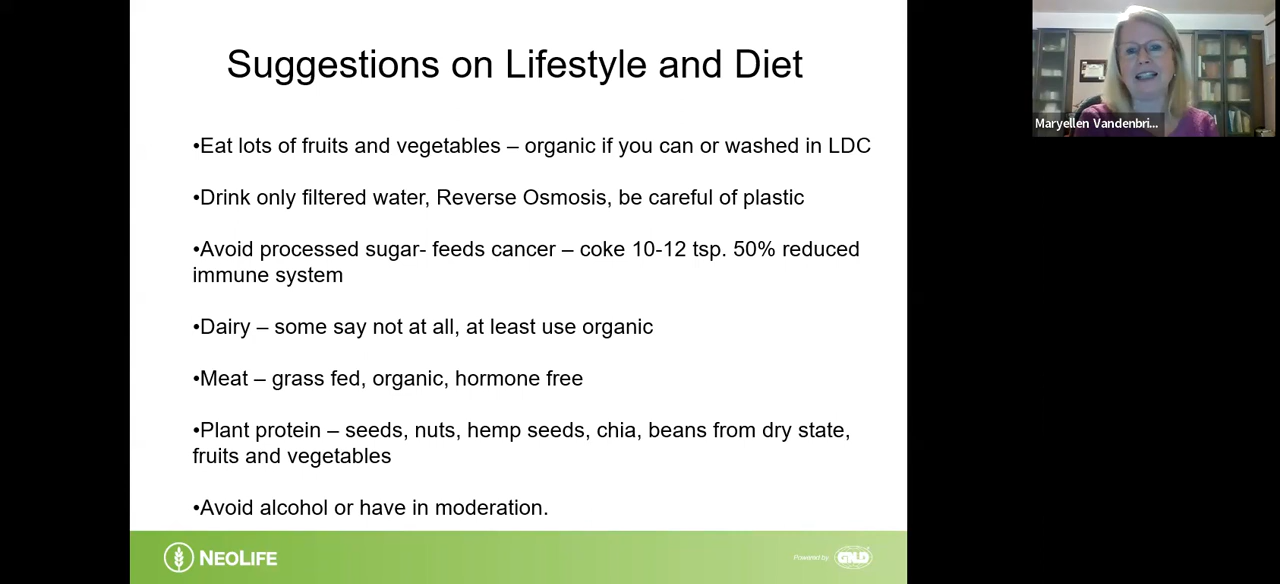 Suggestions on Lifestyle and Diet
•Eat lots of fruits and vegetables – organic if you can or washed in LDC
•Drink only filtered water, Reverse Osmosis, be careful of plastic
•Avoid processed sugar- feeds cancer – coke 10-12 tsp. 50% reduced
immune system
•Dairy – some say not at all, at least use organic
•Meat – grass fed, organic, hormone free
•Plant protein – seeds, nuts, hemp seeds, chia, beans from dry state,
fruits and vegetables
•Avoid alcohol or have in moderation.
NEOLIFE
Powered by:
GNLD
Maryellen Vandenbri...